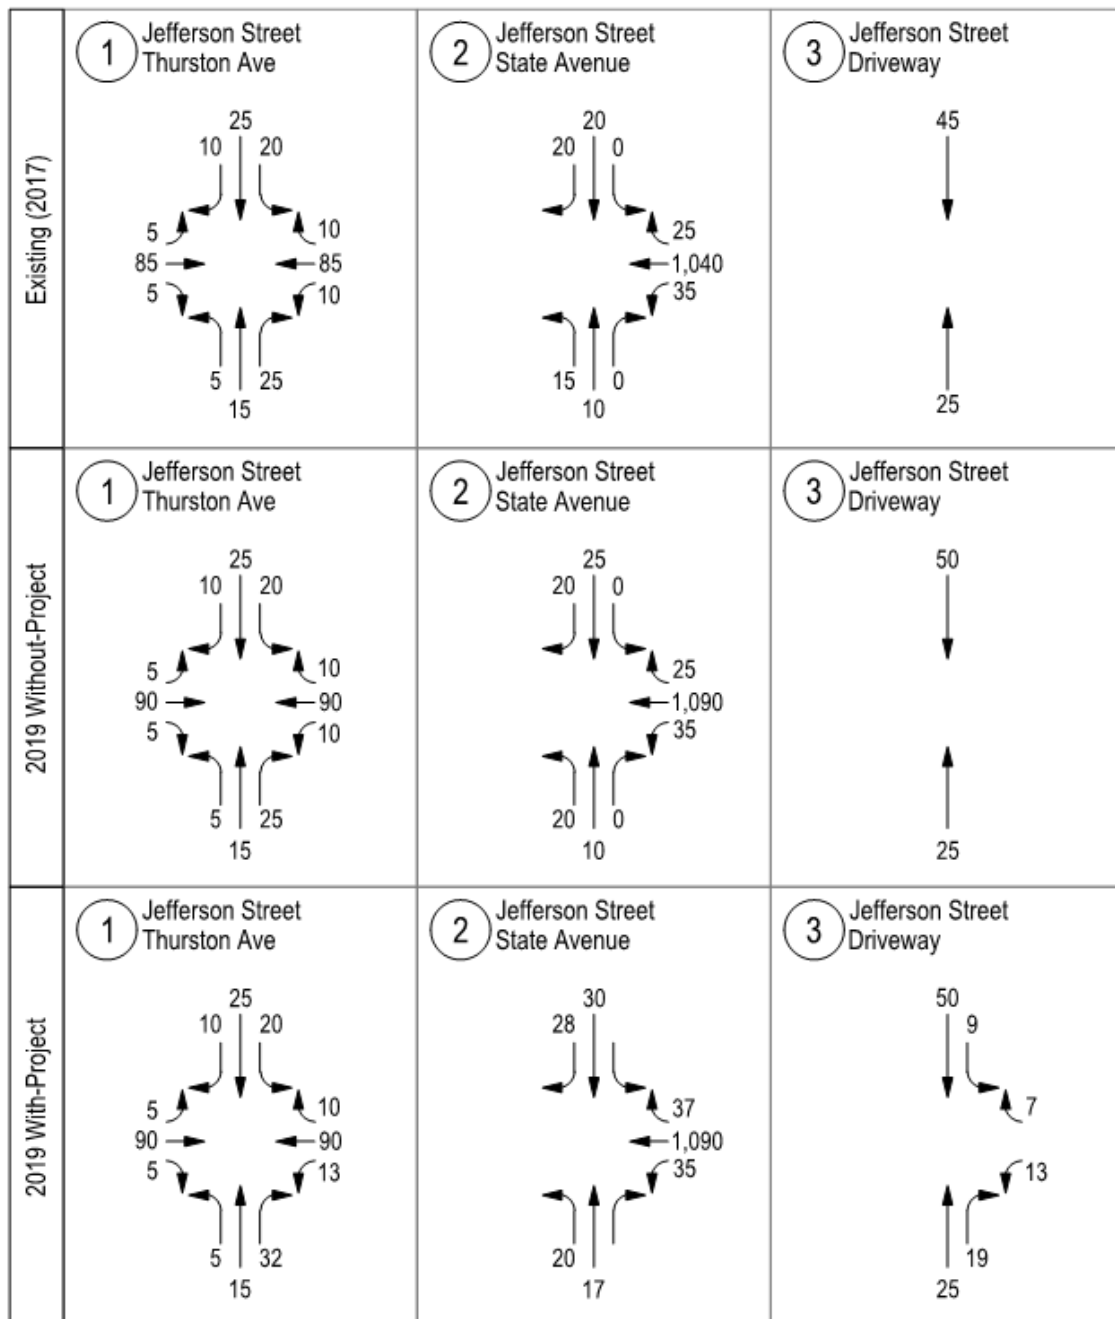 Existing (2017)
1
Jefferson Street
Thurston Ave
25
10 20
5 10
85 85
5 10
5 25
15
2
Jefferson Street
State Avenue
20
20 0
25
1,040
35
15 0
10
3
Jefferson Street
Driveway
45
25
2019 Without-Project
1
Jefferson Street
Thurston Ave
25
10 20
5 10
90 90
5 10
5 25
15
2
Jefferson Street
State Avenue
25
20 0
25
1,090
35
20 0
10
3
Jefferson Street
Driveway
50
25
2019 With-Project
1
Jefferson Street
Thurston Ave
25
10 20
5 10
90 90
5 13
5 32
15
2
Jefferson Street
State Avenue
30
28
37
1,090
35
20
17
3
Jefferson Street
Driveway
50
9
7
13
19
25